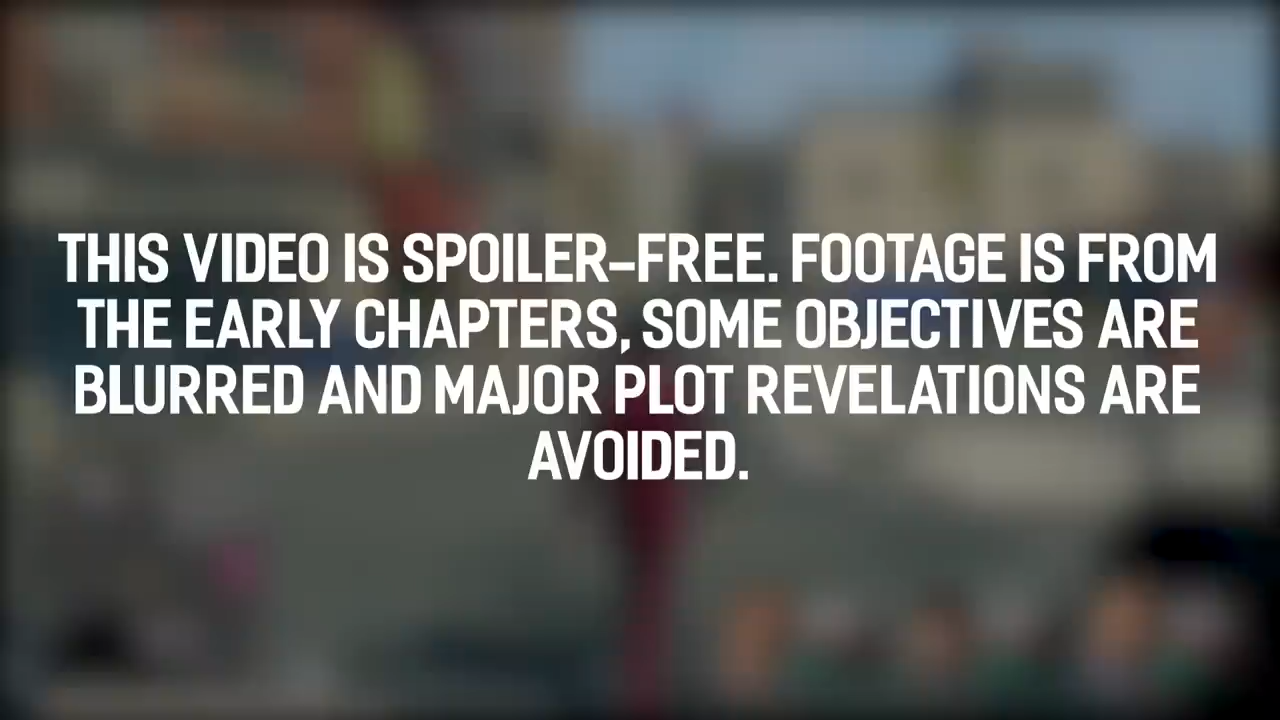 THIS VIDEO IS SPOILER-FREE. FOOTAGE IS FROM
THE EARLY CHAPTERS, SOME OBJECTIVES ARE
BLURRED AND MAJOR PLOT REVELATIONS ARE
AVOIDED.